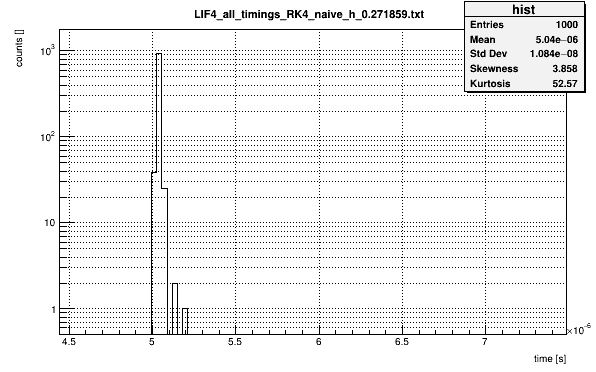 LIF4_all_timings_RK4_naive_h_0.271859.txt
hist
Entries 1000
Mean 5.04e−06
Std Dev 1.084e−08
Skewness 3.858
Kurtosis 52.57
counts []
10³
10²
10
1
4.5 5 5.5 6 6.5 7
×10⁻⁶
time [s]